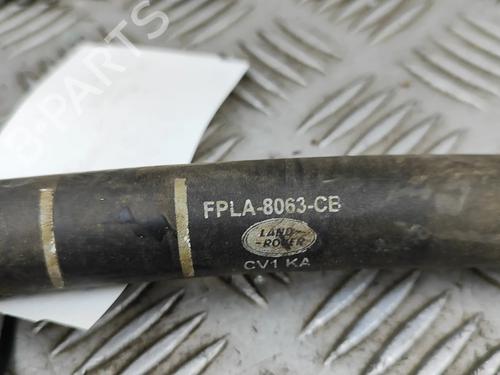 B-PARTS
FPLA-8063-CB
LAND
ROVER
CV1 KA